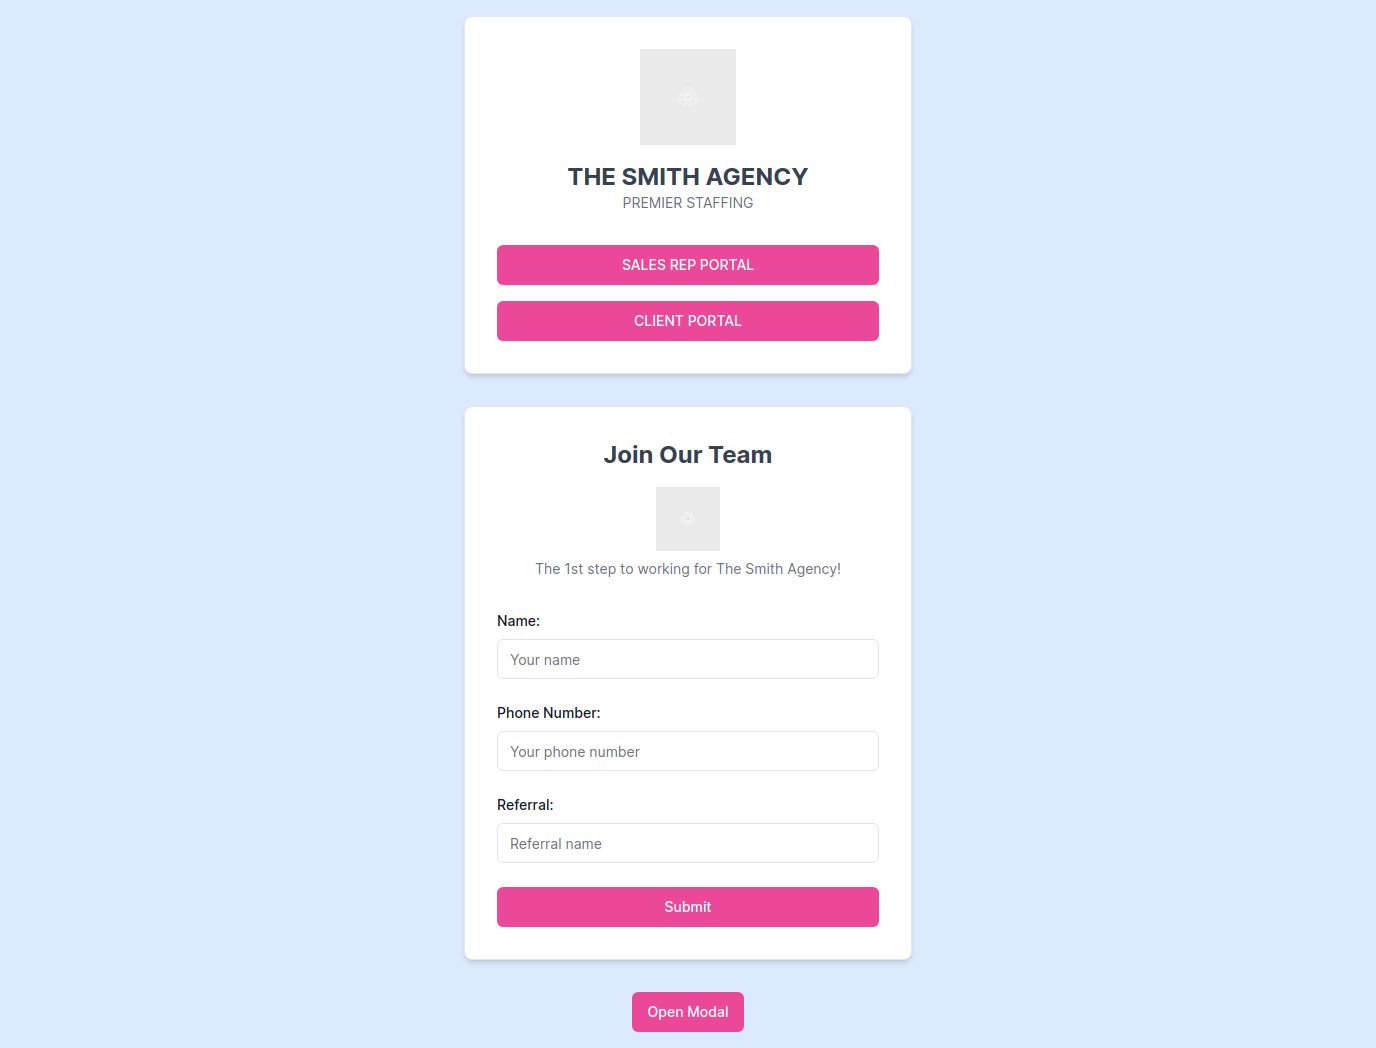 THE SMITH AGENCY
PREMIER STAFFING
SALES REP PORTAL
CLIENT PORTAL
Join Our Team
The 1st step to working for The Smith Agency!
Name:
Your name
Phone Number:
Your phone number
Referral:
Referral name
Submit
Open Modal